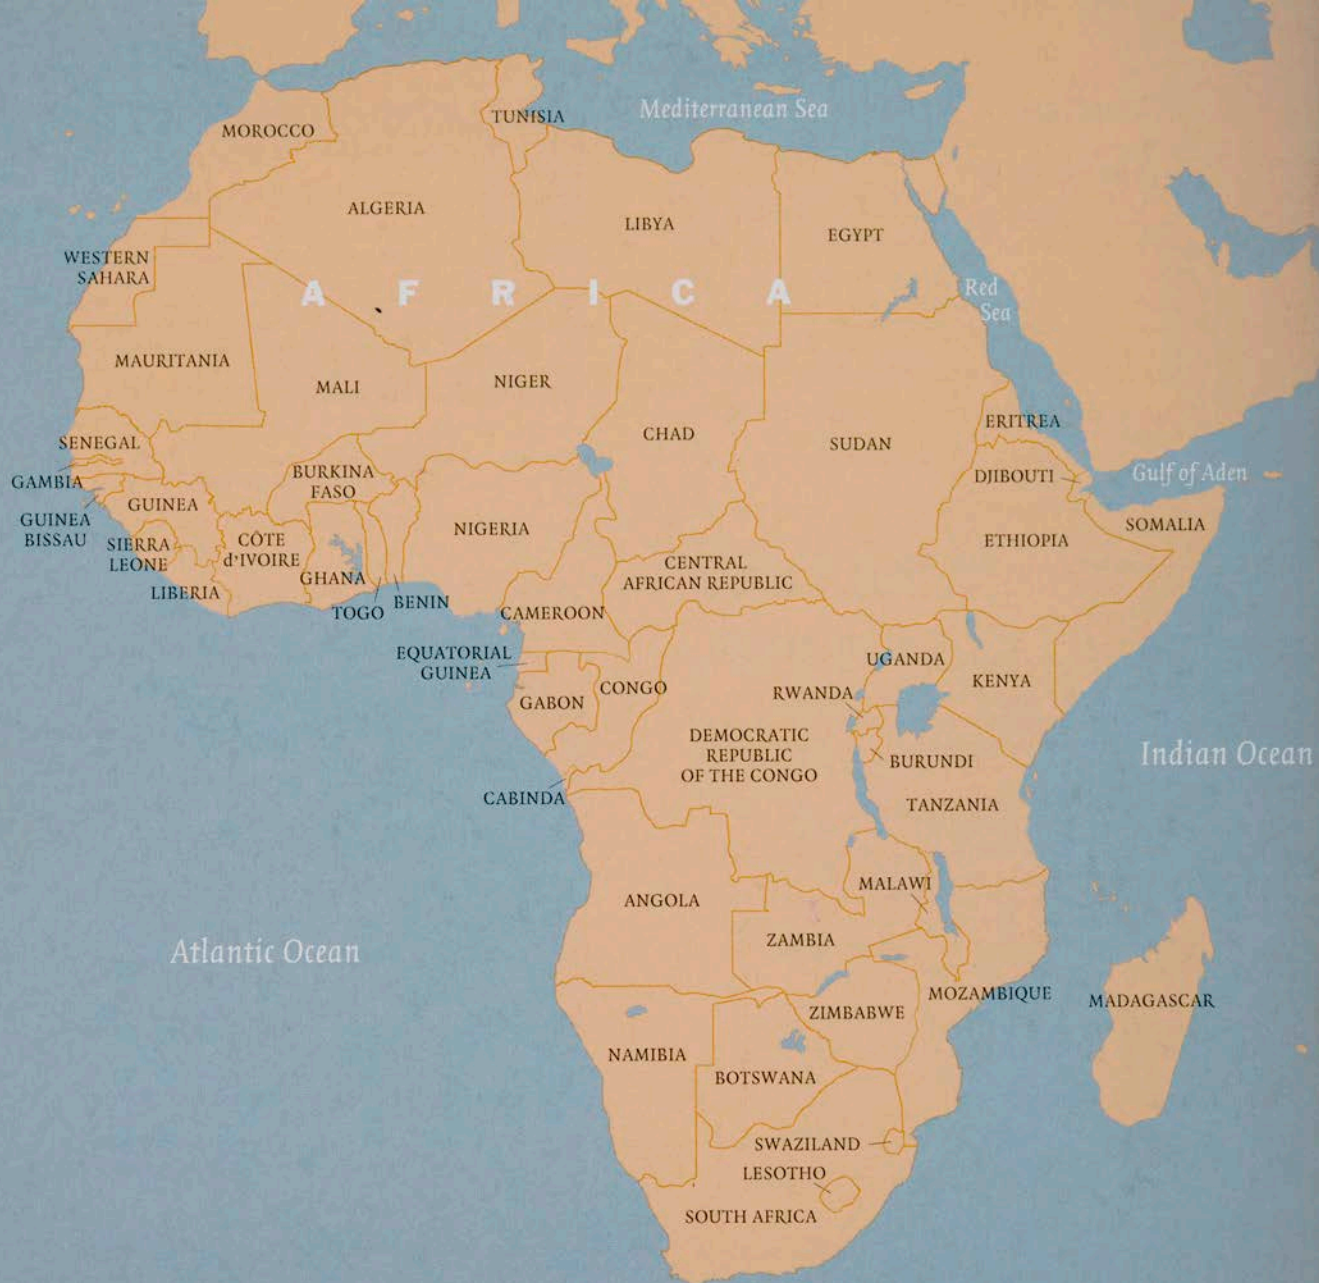 Mediterranean Sea
MOROCCO
TUNISIA
ALGERIA
LIBYA
EGYPT
WESTERN
SAHARA
AFRICA
Red
Sea
MAURITANIA
MALI
NIGER
CHAD
SUDAN
ERITREA
SENEGAL
GAMBIA
BURKINA
FASO
DJIBOUTI
Gulf of Aden
GUINEA
GUINEA
BISSAU
SIERRA
LEONE
CÔTE
d'IVOIRE
NIGERIA
ETHIOPIA
SOMALIA
LIBERIA
GHANA
TOGO
BENIN
CENTRAL
AFRICAN REPUBLIC
CAMEROON
EQUATORIAL
GUINEA
GABON
CONGO
UGANDA
KENYA
RWANDA
DEMOCRATIC
REPUBLIC
OF THE CONGO
BURUNDI
Indian Ocean
CABINDA
TANZANIA
ANGOLA
MALAWI
ZAMBIA
Atlantic Ocean
MOZAMBIQUE
MADAGASCAR
ZIMBABWE
NAMIBIA
BOTSWANA
SWAZILAND
LESOTHO
SOUTH AFRICA